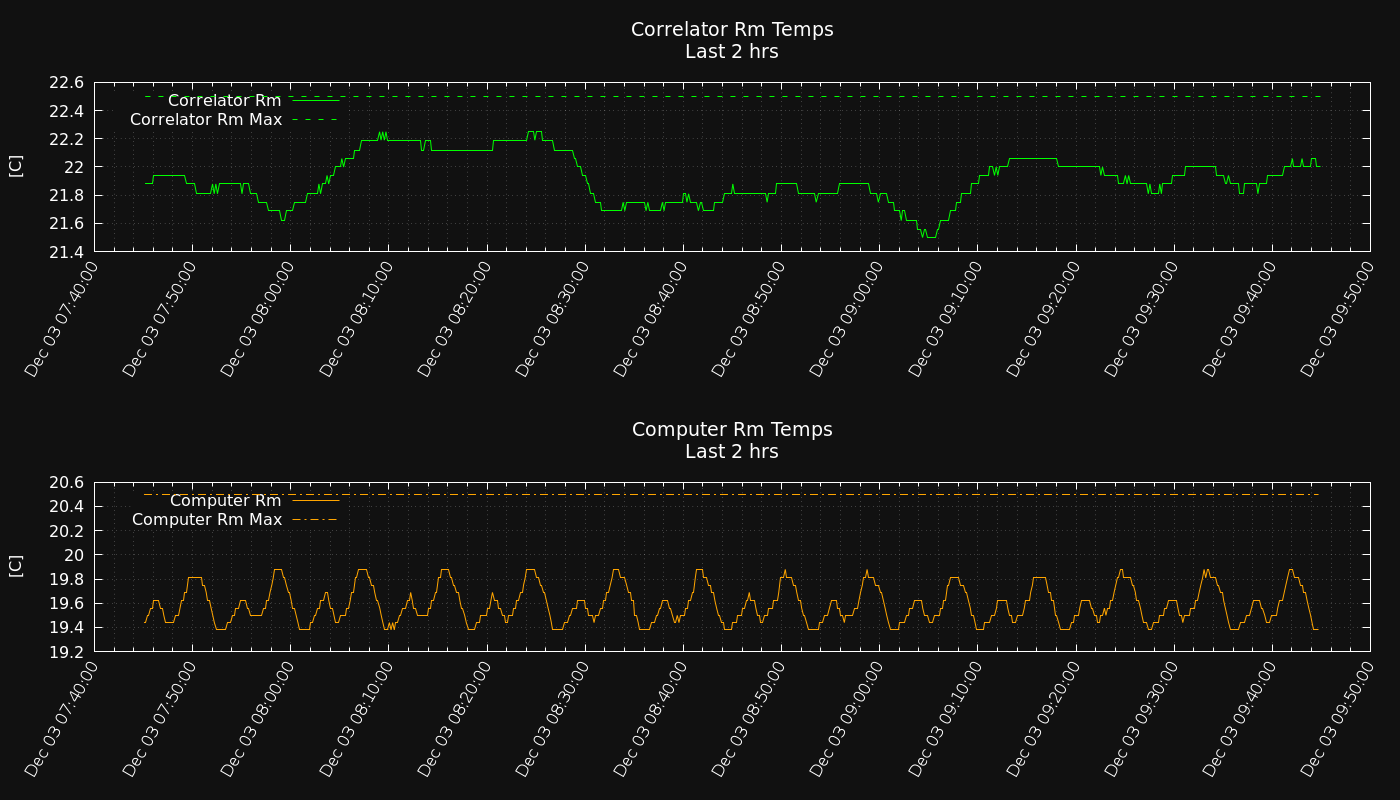 Correlator Rm Temps
Last 2 hrs
[C]
22.6
22.4
22.2
22
21.8
21.6
21.4
Correlator Rm
Correlator Rm Max
Dec 03 07:40:00
Dec 03 07:50:00
Dec 03 08:00:00
Dec 03 08:10:00
Dec 03 08:20:00
Dec 03 08:30:00
Dec 03 08:40:00
Dec 03 08:50:00
Dec 03 09:00:00
Dec 03 09:10:00
Dec 03 09:20:00
Dec 03 09:30:00
Dec 03 09:40:00
Dec 03 09:50:00
Computer Rm Temps
Last 2 hrs
[C]
20.6
20.4
20.2
20
19.8
19.6
19.4
19.2
Computer Rm
Computer Rm Max
Dec 03 07:40:00
Dec 03 07:50:00
Dec 03 08:00:00
Dec 03 08:10:00
Dec 03 08:20:00
Dec 03 08:30:00
Dec 03 08:40:00
Dec 03 08:50:00
Dec 03 09:00:00
Dec 03 09:10:00
Dec 03 09:20:00
Dec 03 09:30:00
Dec 03 09:40:00
Dec 03 09:50:00